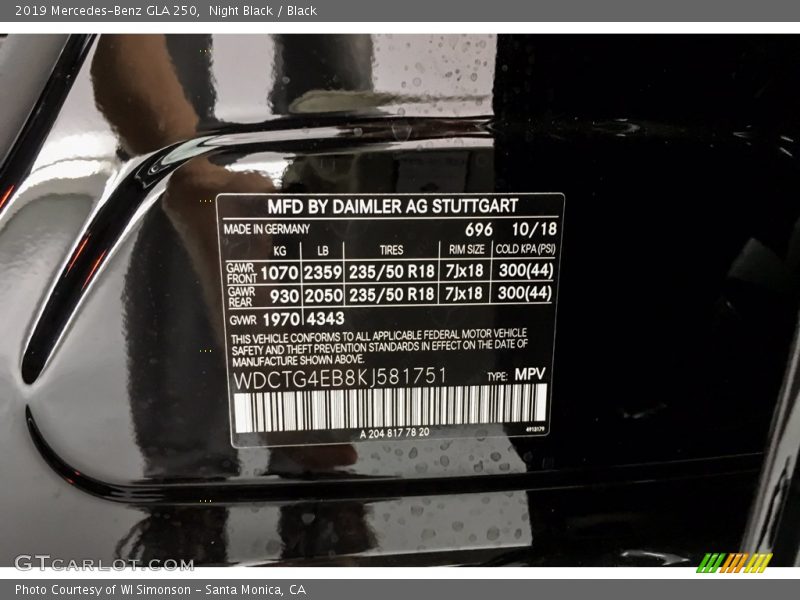 2019 Mercedes-Benz GLA 250,  Night Black / Black
MFD BY DAIMLER AG STUTTGART
MADE IN GERMANY 696 10/18
KG LB TIRES RIM SIZE COLD KPA (PSI)
GAWR FRONT 1070 2359 235/50 R18 7Jx18 300(44)
GAWR REAR 930 2050 235/50 R18 7Jx18 300(44)
GVWR 1970 4343
THIS VEHICLE CONFORMS TO ALL APPLICABLE FEDERAL MOTOR VEHICLE
SAFETY AND THEFT PREVENTION STANDARDS IN EFFECT ON THE DATE OF
MANUFACTURE SHOWN ABOVE.
WDCTG4EB8KJ581751 TYPE: MPV
A 204 817 78 20 4913179
GTCARLOT.COM
Photo Courtesy of WI Simonson - Santa Monica, CA